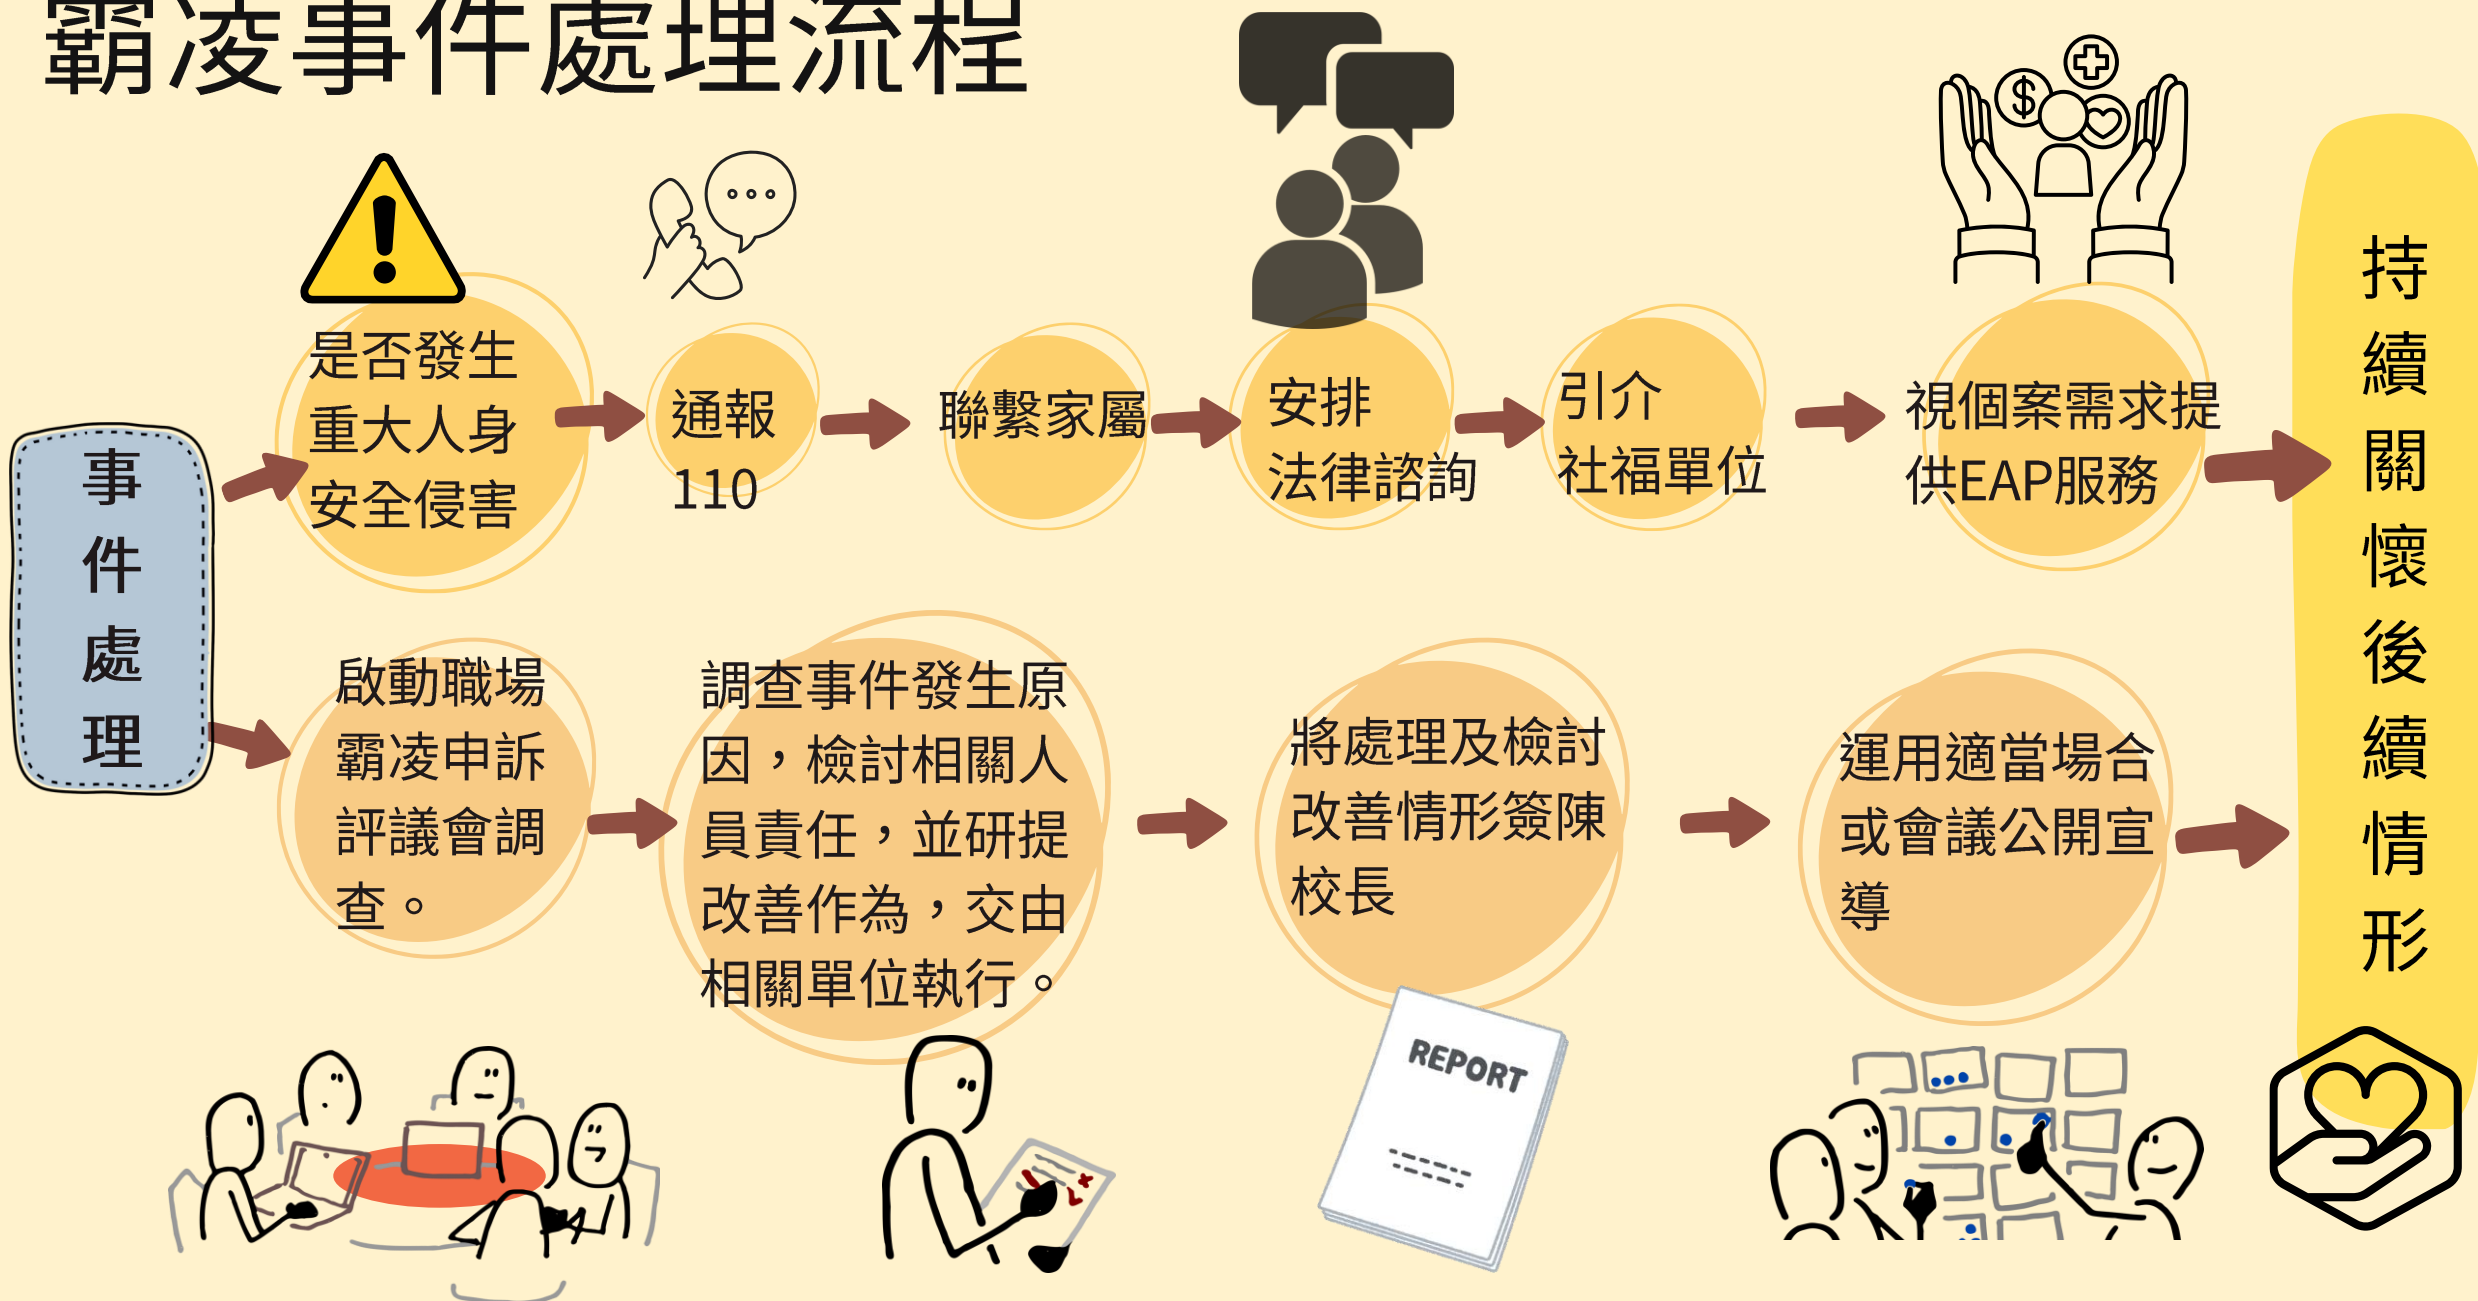 霸凌事件處理流程
事件處理
是否發生
重大人身
安全侵害
通報
110
聯繫家屬
安排
法律諮詢
引介
社福單位
視個案需求提
供EAP服務
啟動職場
霸凌申訴
評議會調
查。
調查事件發生原
因，檢討相關人
員責任，並研提
改善作為，交由
相關單位執行。
將處理及檢討
改善情形簽陳
校長
運用適當場合
或會議公開宣
導
持續關懷後續情形
REPORT